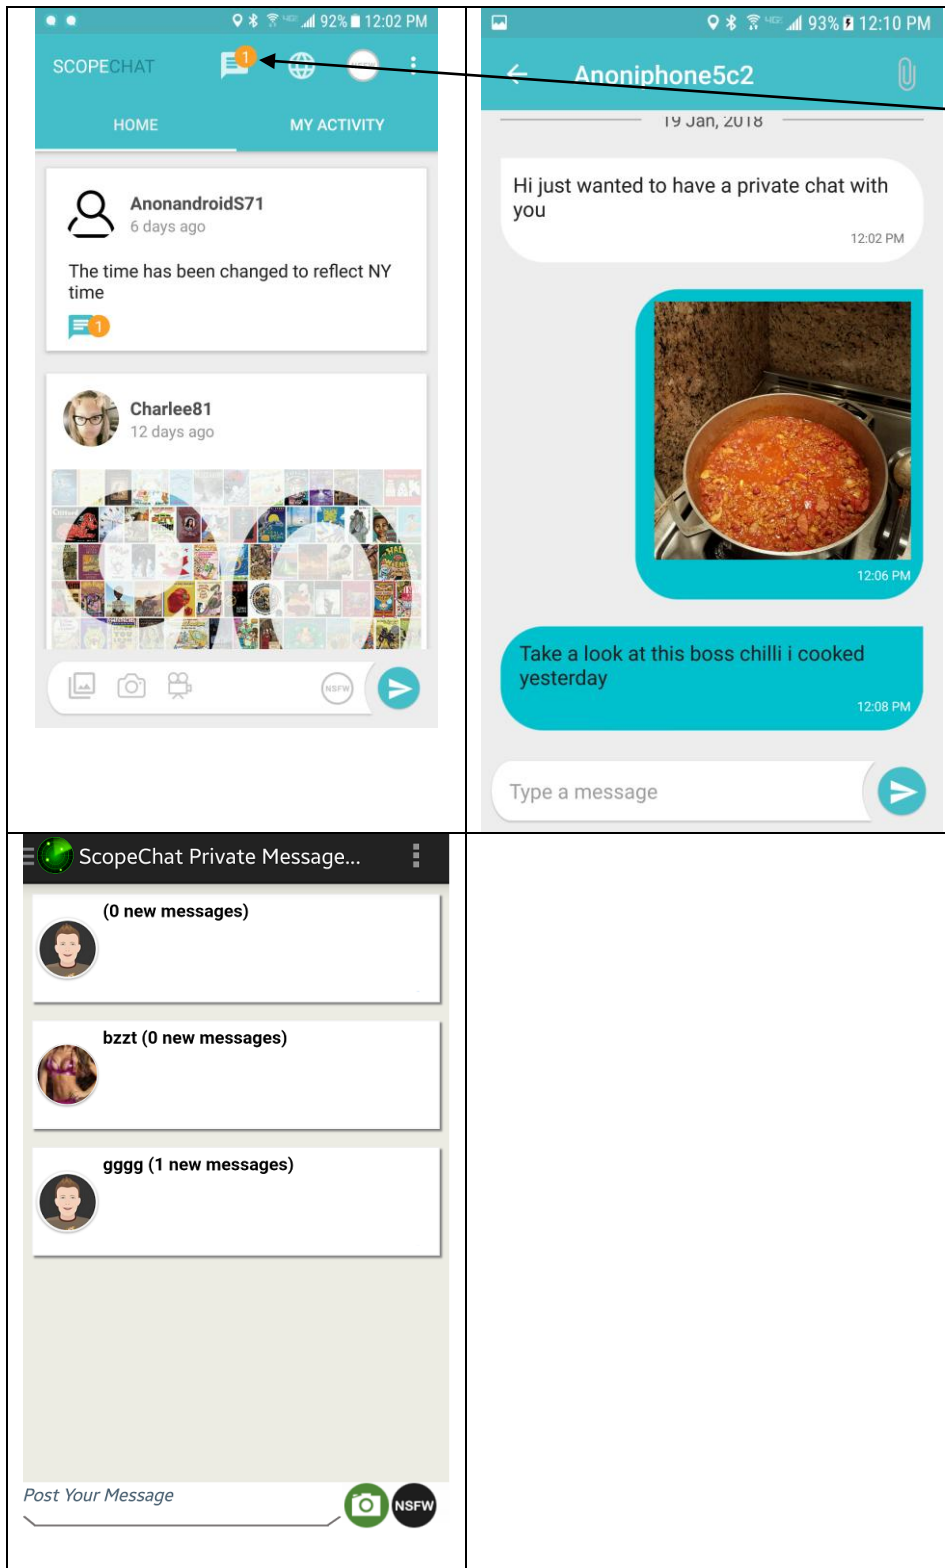 92% 12:02 PM
SCOPECHAT
1
HOME
MY ACTIVITY
AnonandroidS71
6 days ago
The time has been changed to reflect NY
time
1
Charlee81
12 days ago
NSFW
93% 12:10 PM
Anoniphone5c2
19 Jan, 2018
Hi just wanted to have a private chat with
you
12:02 PM
12:06 PM
Take a look at this boss chilli i cooked
yesterday
12:08 PM
Type a message
ScopeChat Private Message...
(0 new messages)
bzzt (0 new messages)
gggg (1 new messages)
Post Your Message
NSFW